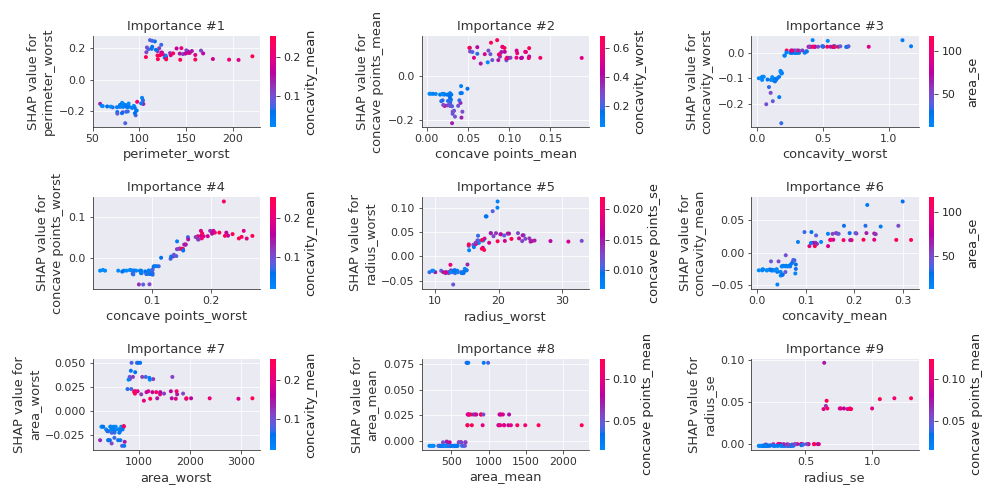 Importance #1
SHAP value for
perimeter_worst
0.2
0.0
−0.2
50
100
150
200
perimeter_worst
0.2
0.1
concavity_mean
Importance #2
SHAP value for
concave points_mean
0.0
−0.2
0.00
0.05
0.10
0.15
concave points_mean
0.6
0.4
0.2
concavity_worst
Importance #3
SHAP value for
concavity_worst
0.0
−0.1
−0.2
0.0
0.5
1.0
concavity_worst
100
50
area_se
Importance #4
SHAP value for
concave points_worst
0.1
0.0
0.1
0.2
concave points_worst
0.2
0.1
concavity_mean
Importance #5
SHAP value for
radius_worst
0.10
0.05
0.00
−0.05
10
20
30
radius_worst
0.020
0.015
0.010
concave points_se
Importance #6
SHAP value for
concavity_mean
0.05
0.00
−0.05
0.0
0.1
0.2
0.3
concavity_mean
100
50
area_se
Importance #7
SHAP value for
area_worst
0.050
0.025
0.000
−0.025
1000
2000
3000
area_worst
0.2
0.1
concavity_mean
Importance #8
SHAP value for
area_mean
0.075
0.050
0.025
0.000
500
1000
1500
2000
area_mean
0.10
0.05
concave points_mean
Importance #9
SHAP value for
radius_se
0.10
0.05
0.00
0.5
1.0
radius_se
0.10
0.05
concave points_mean